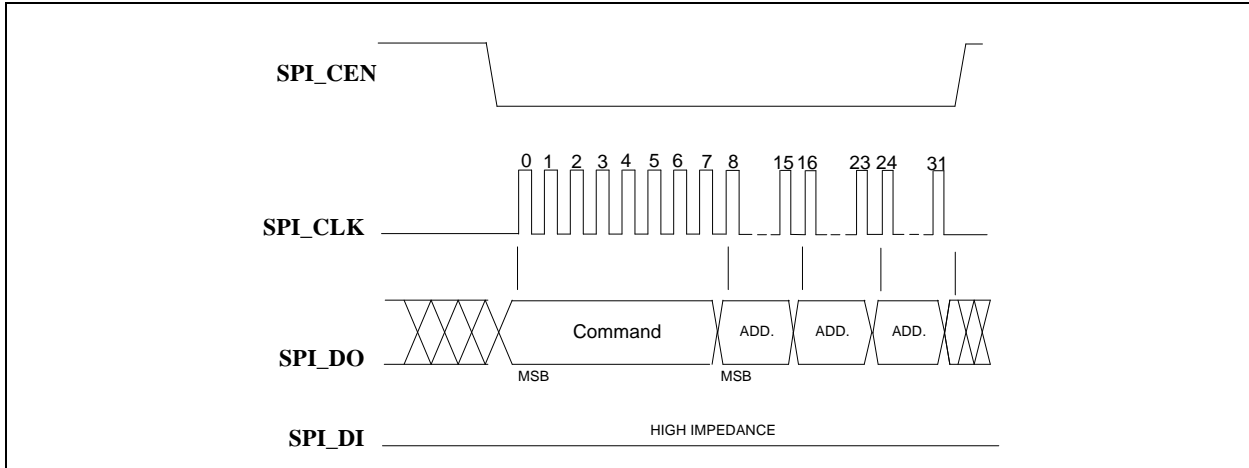 SPI_CEN
0 1 2 3 4 5 6 7 8 15 16 23 24 31
SPI_CLK
Command ADD. ADD. ADD.
SPI_DO
MSB MSB
HIGH IMPEDANCE
SPI_DI